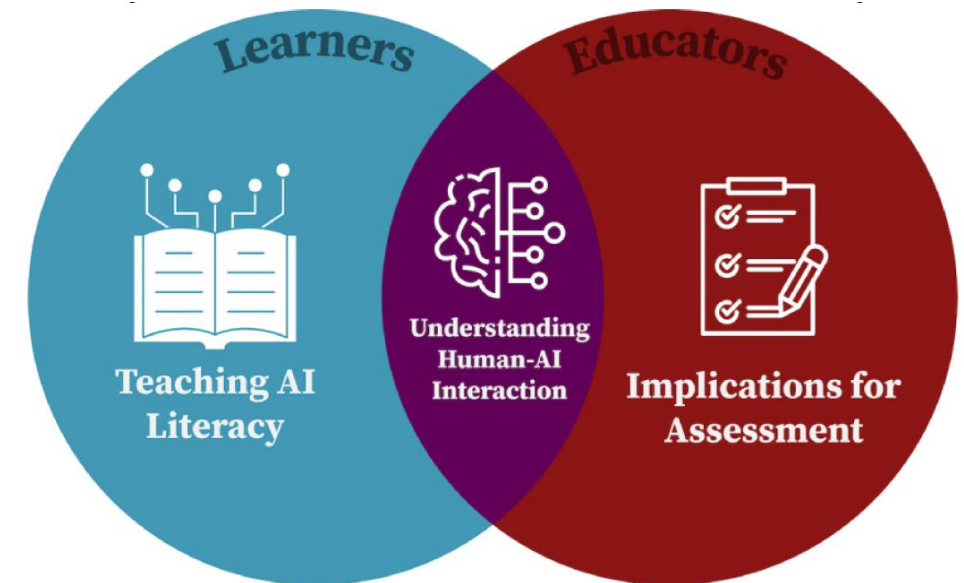 Learners
Educators
Teaching AI
Literacy
Understanding
Human-AI
Interaction
Implications for
Assessment